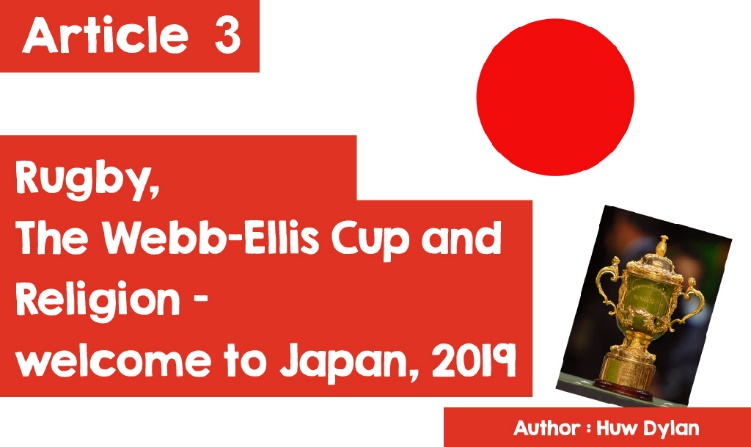 Article 3
Rugby,
The Webb-Ellis Cup and
Religion -
welcome to Japan, 2019
Author : Huw Dylan